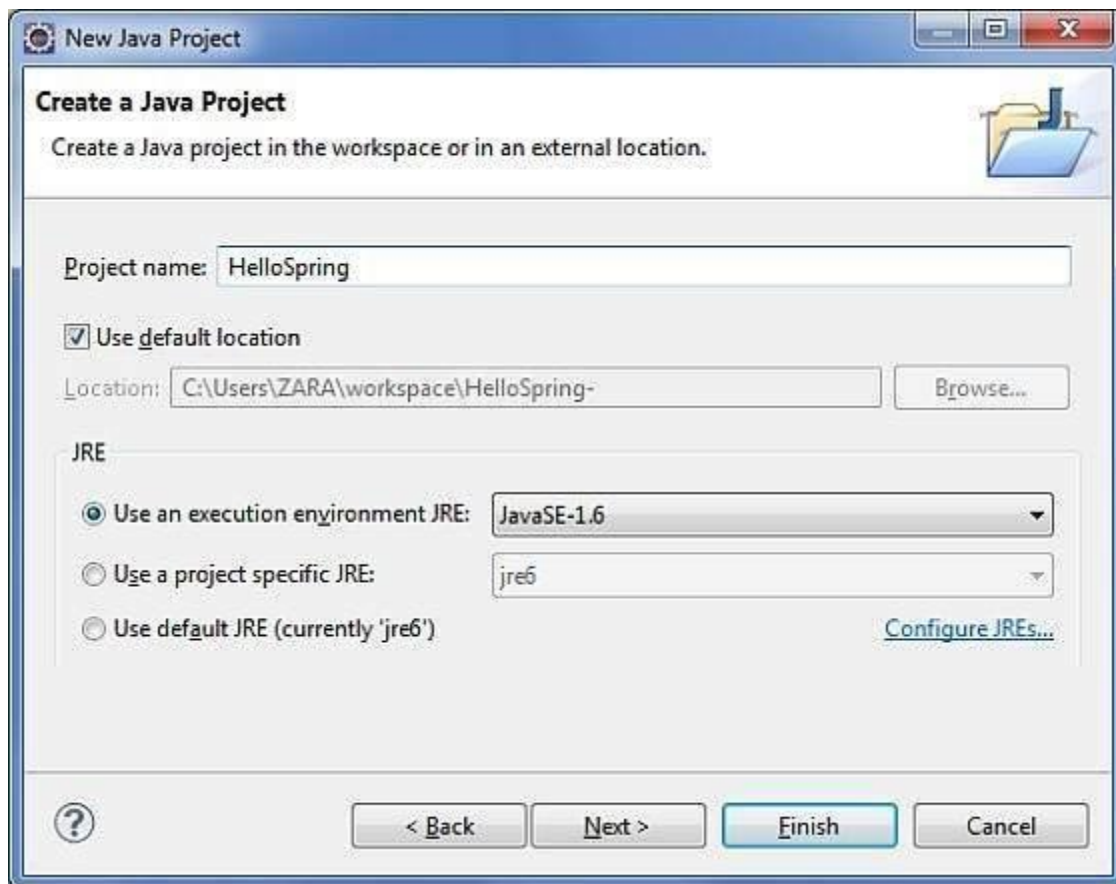 New Java Project
Create a Java Project
Create a Java project in the workspace or in an external location.
Project name: HelloSpring
Use default location
Location: C:\Users\ZARA\workspace\HelloSpring-
Browse...
JRE
Use an execution environment JRE: JavaSE-1.6
Use a project specific JRE: jre6
Use default JRE (currently 'jre6') Configure JREs...
? < Back Next > Finish Cancel